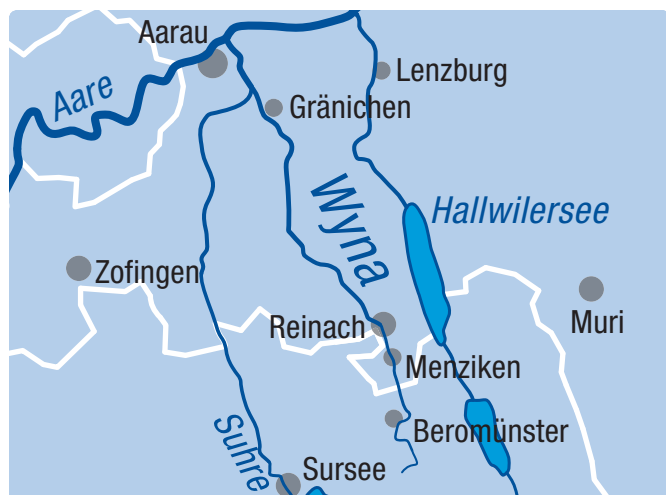 Aarau
Lenzburg
Aare
Gränichen
Wyna
Hallwilersee
Zofingen
Reinach
Muri
Menziken
Suhre
Beromünster
Sursee